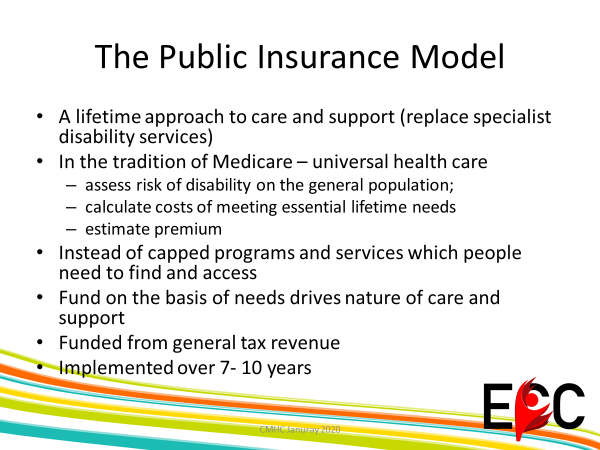 The Public Insurance Model
• A lifetime approach to care and support (replace specialist
disability services)
• In the tradition of Medicare – universal health care
– assess risk of disability on the general population;
– calculate costs of meeting essential lifetime needs
– estimate premium
• Instead of capped programs and services which people
need to find and access
• Fund on the basis of needs drives nature of care and
support
• Funded from general tax revenue
• Implemented over 7- 10 years
CMHC Janutay 2020
ECC